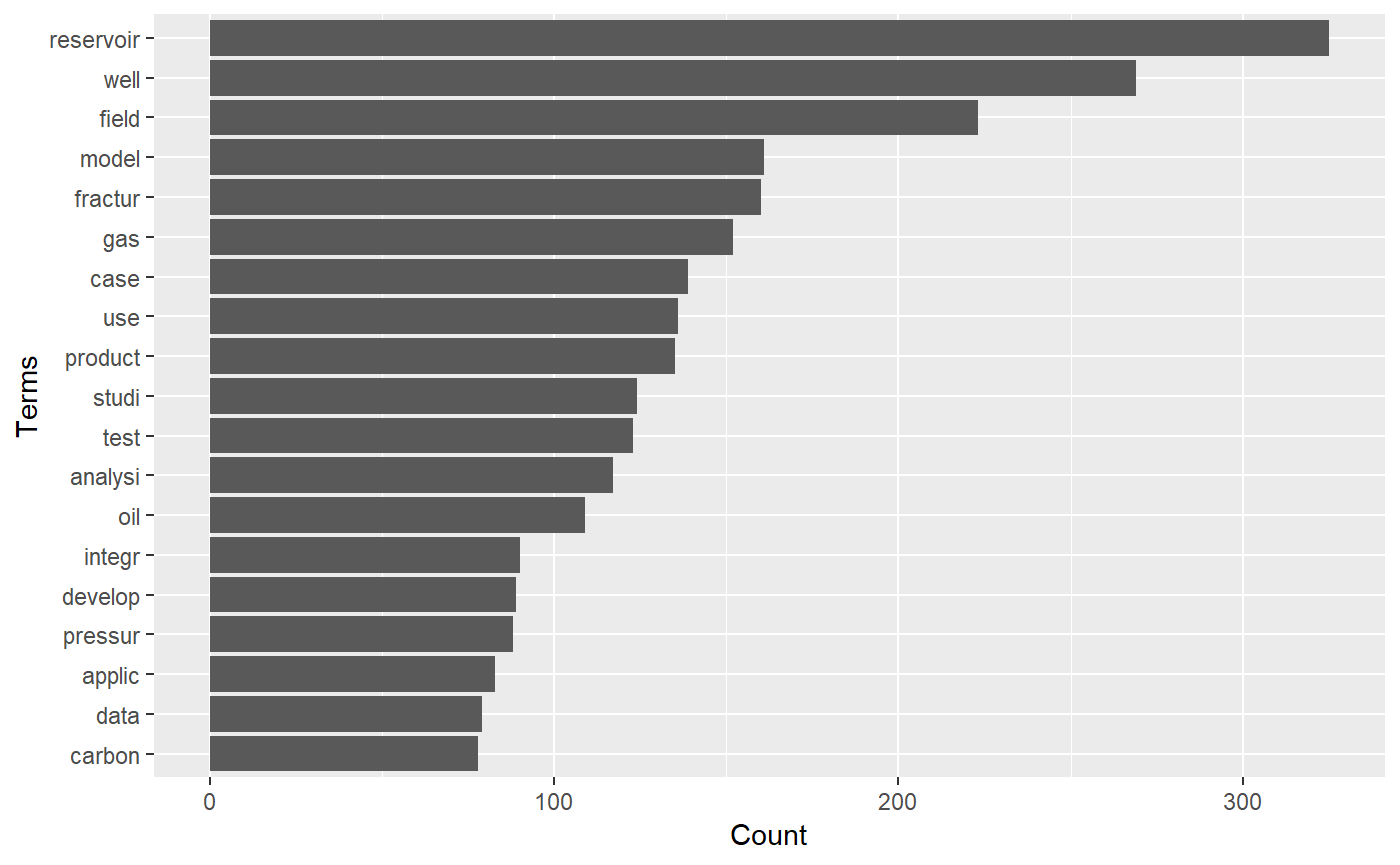 reservoir
well
field
model
fractur
gas
case
use
product
studi
test
analysi
oil
integr
develop
pressur
applic
data
carbon
Terms
0 100 200 300
Count